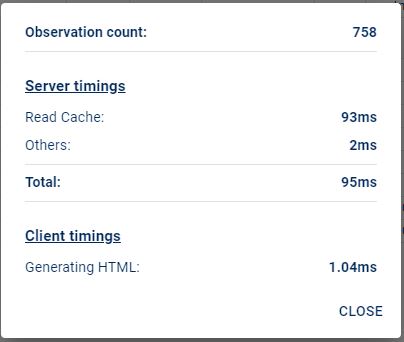 Observation count: 758
Server timings
Read Cache: 93ms
Others: 2ms
Total: 95ms
Client timings
Generating HTML: 1.04ms
CLOSE